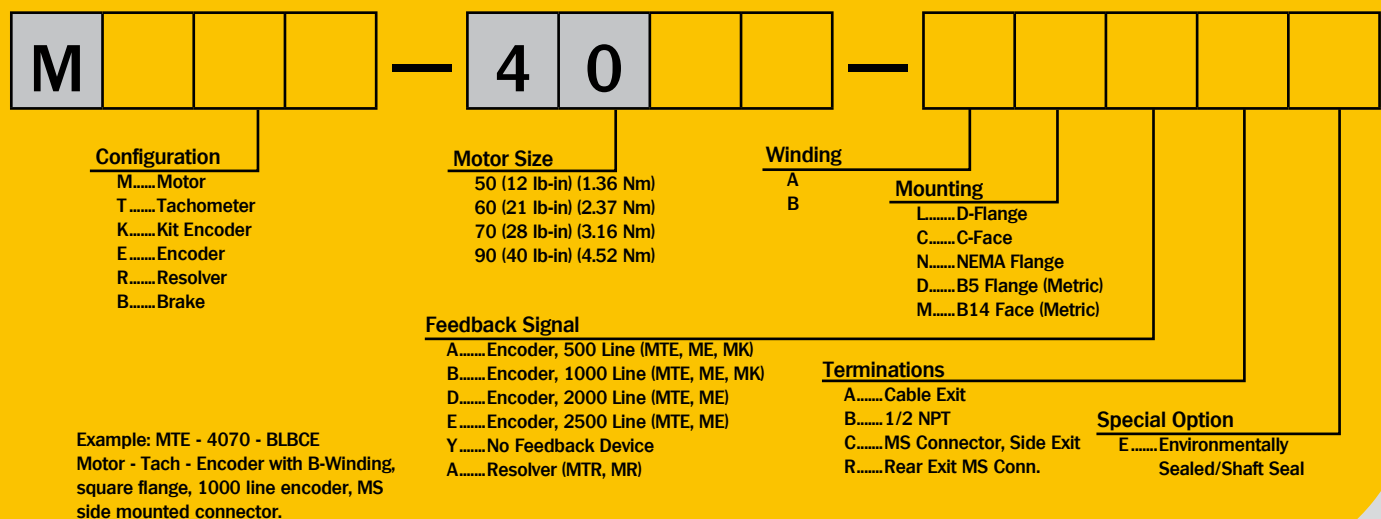 M — 4 0 —
Configuration
M......Motor
T.......Tachometer
K.......Kit Encoder
E.......Encoder
R.......Resolver
B.......Brake
Motor Size
50 (12 lb-in) (1.36 Nm)
60 (21 lb-in) (2.37 Nm)
70 (28 lb-in) (3.16 Nm)
90 (40 lb-in) (4.52 Nm)
Winding
A
B
Mounting
L.......D-Flange
C.......C-Face
N.......NEMA Flange
D.......B5 Flange (Metric)
M......B14 Face (Metric)
Feedback Signal
A.......Encoder, 500 Line (MTE, ME, MK)
B.......Encoder, 1000 Line (MTE, ME, MK)
D.......Encoder, 2000 Line (MTE, ME)
E.......Encoder, 2500 Line (MTE, ME)
Y.......No Feedback Device
A.......Resolver (MTR, MR)
Terminations
A.......Cable Exit
B.......1/2 NPT
C.......MS Connector, Side Exit
R.......Rear Exit MS Conn.
Special Option
E.......Environmentally
Sealed/Shaft Seal
Example: MTE - 4070 - BLBCE
Motor - Tach - Encoder with B-Winding,
square flange, 1000 line encoder, MS
side mounted connector.